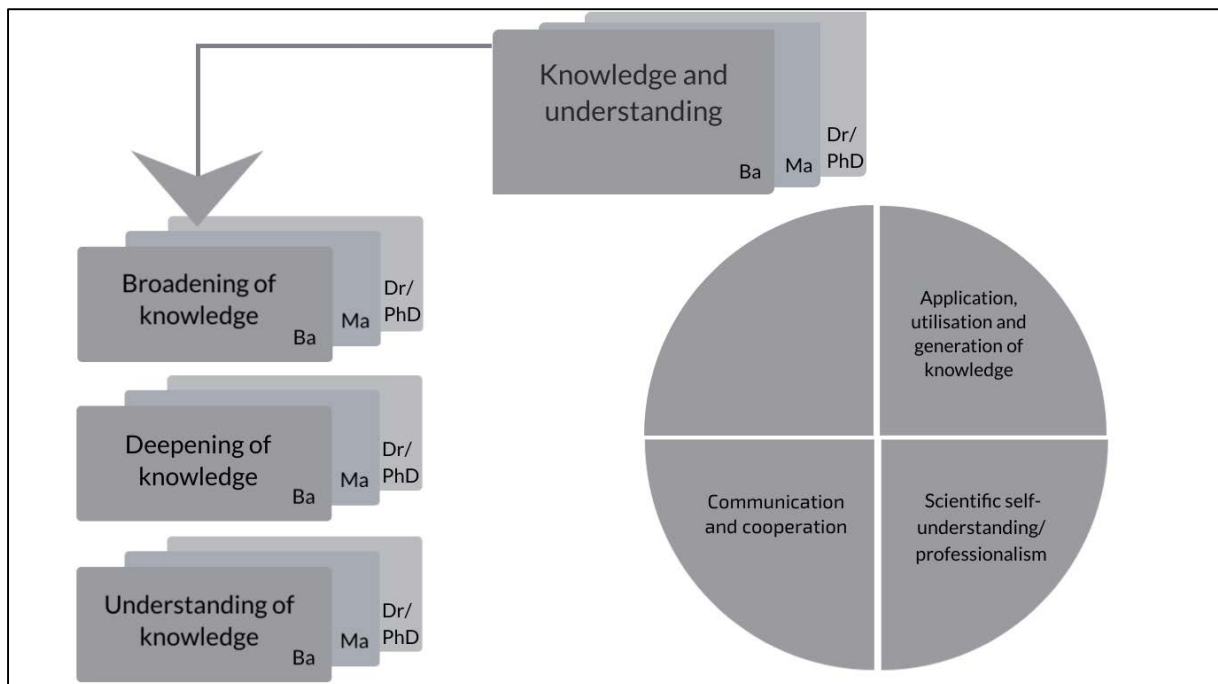 Knowledge and
understanding
Ba
Ma
Dr/
PhD
Broadening of
knowledge
Ba
Ma
Dr/
PhD
Deepening of
knowledge
Ba
Ma
Dr/
PhD
Understanding of
knowledge
Ba
Ma
Dr/
PhD
Application,
utilisation and
generation of
knowledge
Communication
and cooperation
Scientific self-
understanding/
professionalism